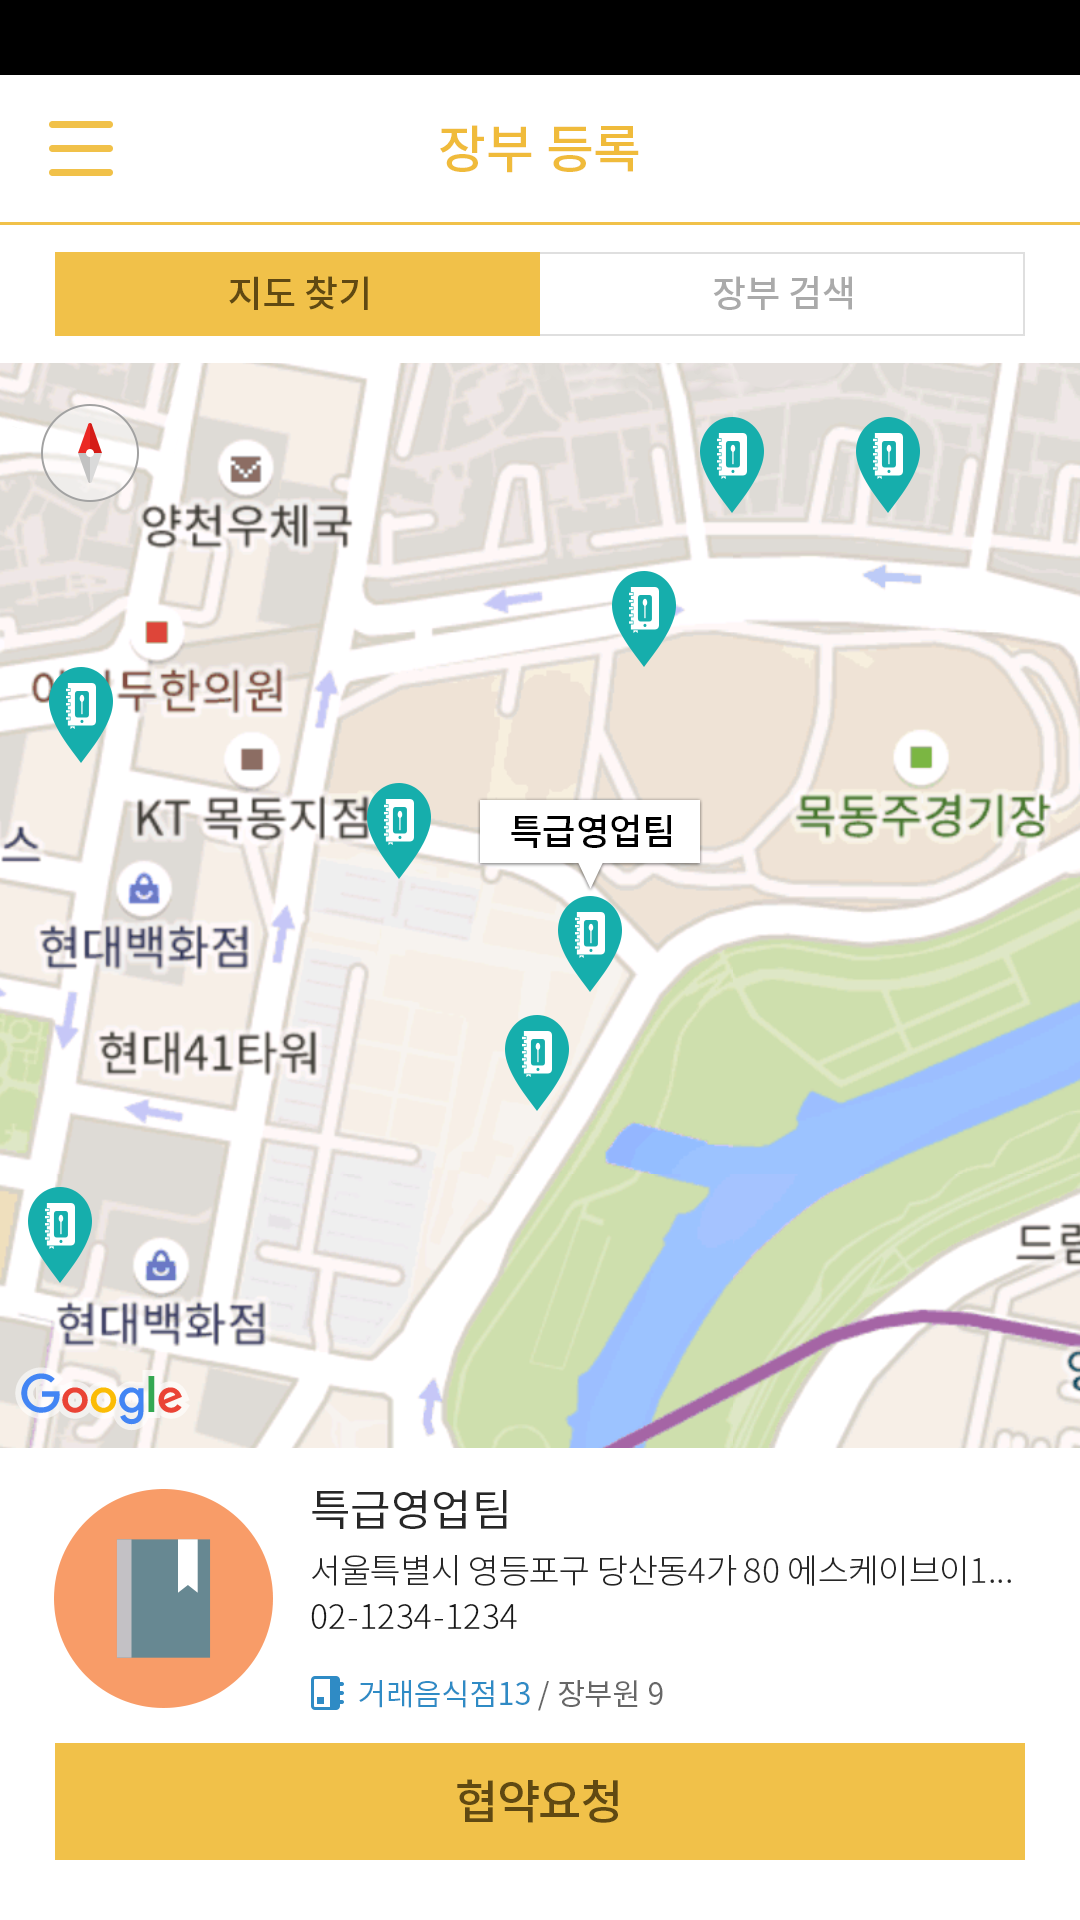 장부 등록
지도 찾기
장부 검색
양천우체국
두한의원
KT 목동지점
특급영업팀
목동주경기장
스
현대백화점
현대41타워
드림
현대백화점
Google
특급영업팀
서울특별시 영등포구 당산동4가 80 에스케이브이1...
02-1234-1234
거래음식점13 / 장부원 9
협약요청